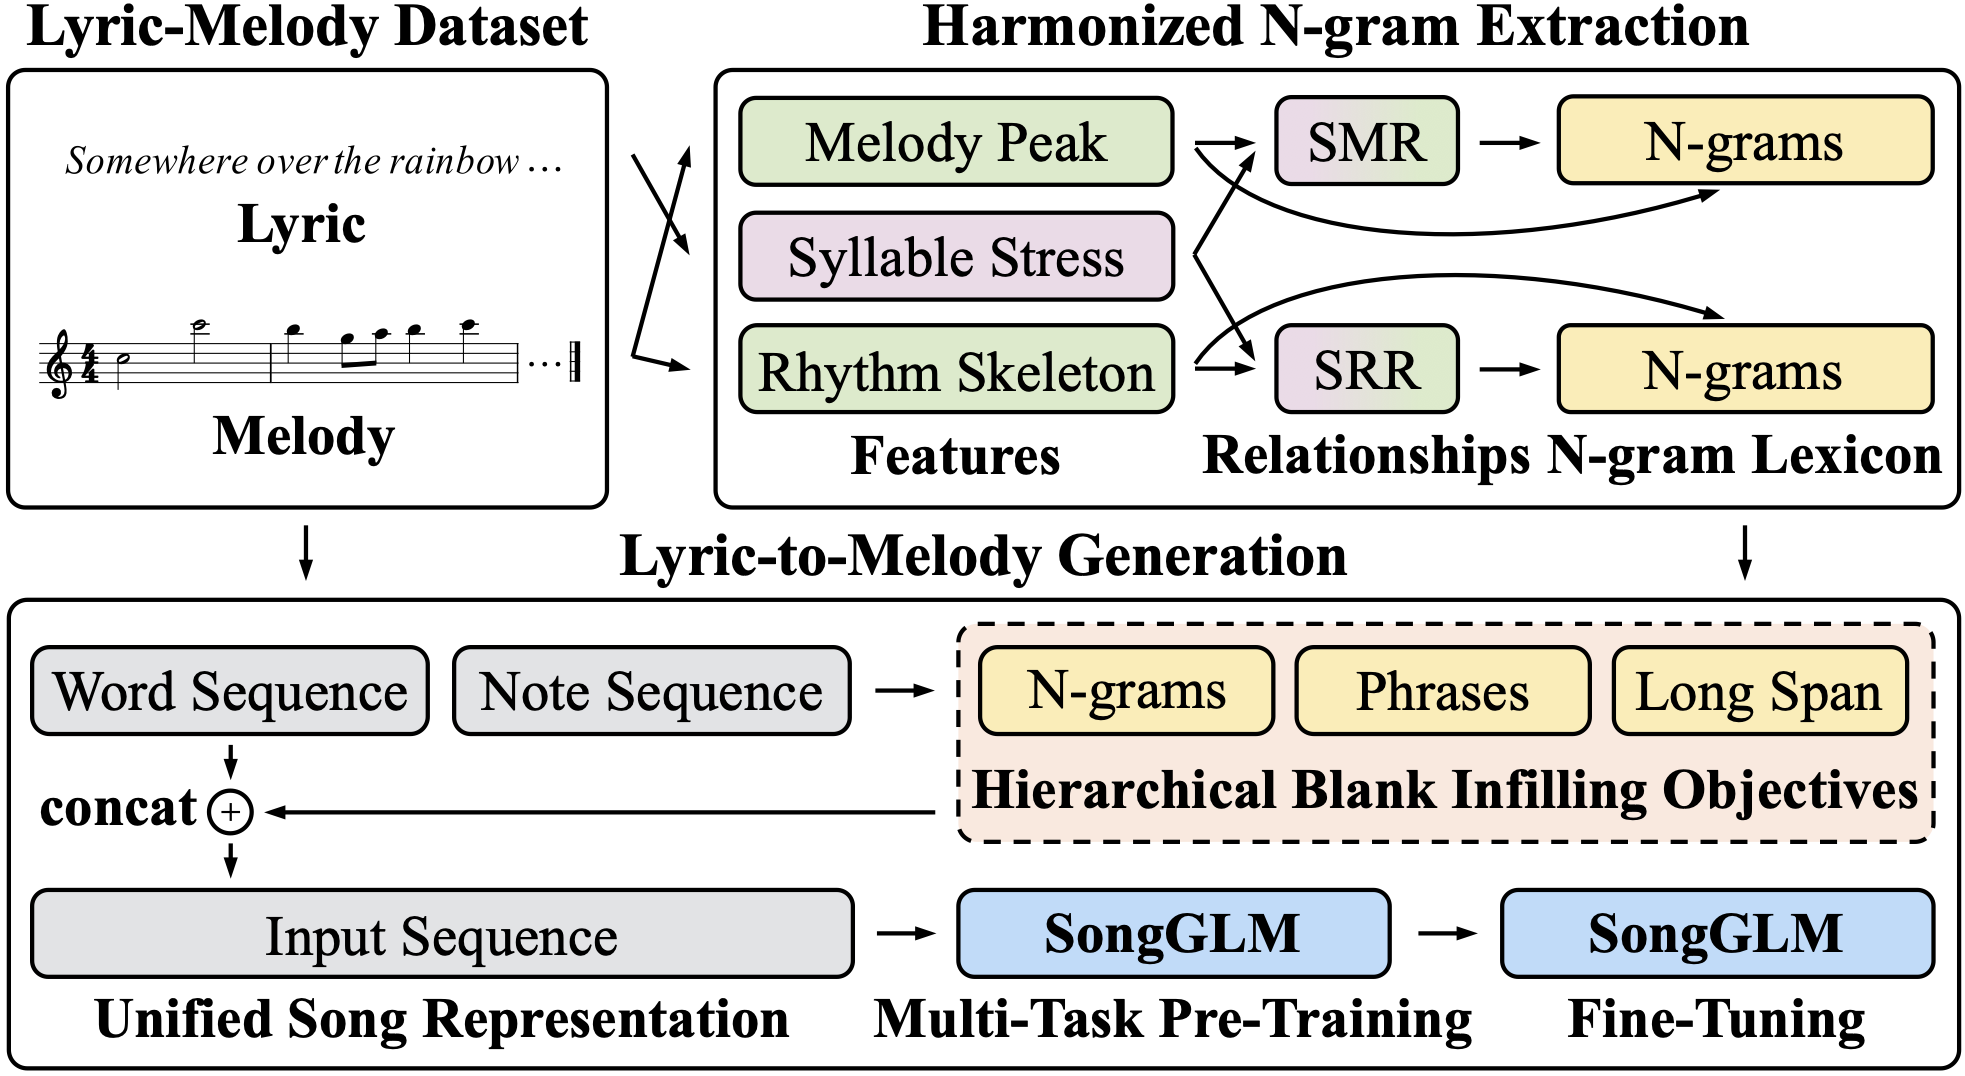 Lyric-Melody Dataset
Somewhere over the rainbow ...
Lyric
4
4
...
Melody
Harmonized N-gram Extraction
Melody Peak
SMR
N-grams
Syllable Stress
Rhythm Skeleton
SRR
N-grams
Features
Relationships
N-gram Lexicon
Lyric-to-Melody Generation
Word Sequence
Note Sequence
N-grams
Phrases
Long Span
Hierarchical Blank Infilling Objectives
concat +
Input Sequence
SongGLM
SongGLM
Unified Song Representation
Multi-Task Pre-Training
Fine-Tuning